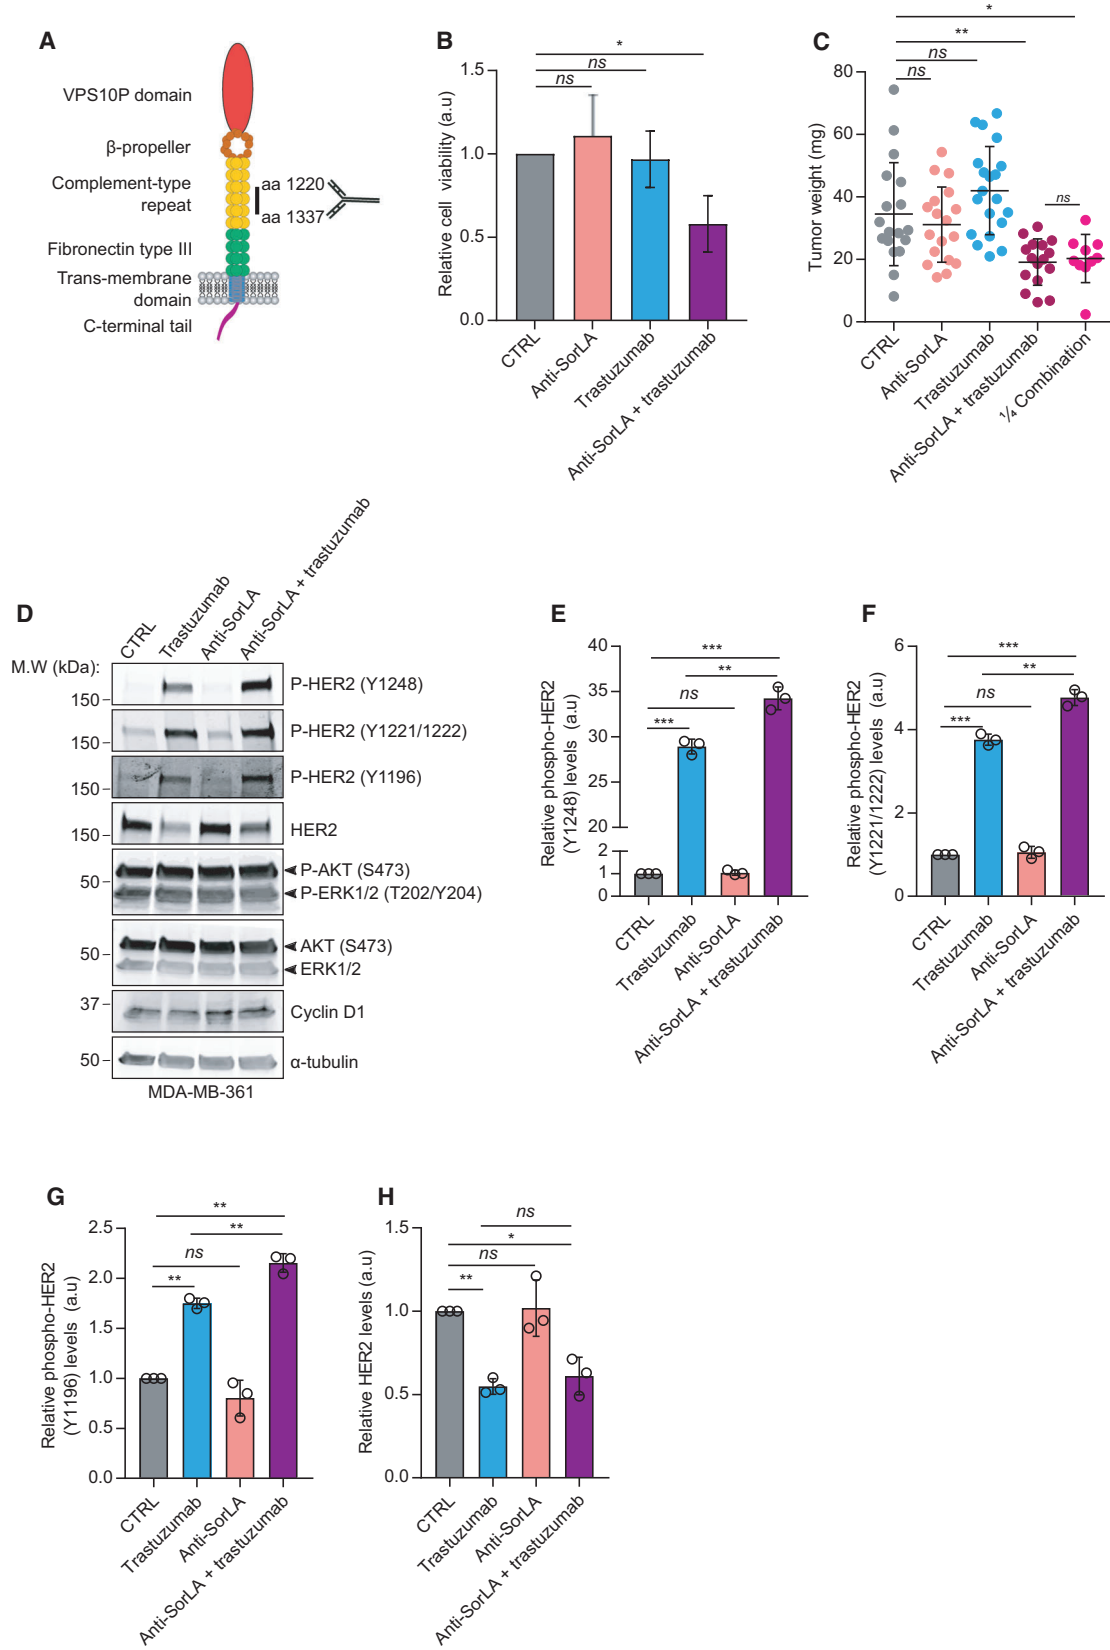 A
VPS10P domain
β-propeller
Complement-type
repeat
aa 1220
aa 1337
Fibronectin type III
Trans-membrane
domain
C-terminal tail
B
Relative cell viability (a.u)
1.5
1.0
0.5
0.0
*
ns
ns
CTRL
Anti-SorLA
Trastuzumab
Anti-SorLA + trastuzumab
C
Tumor weight (mg)
80
60
40
20
0
*
**
ns
ns
ns
CTRL
Anti-SorLA
Trastuzumab
Anti-SorLA + trastuzumab
¼ Combination
D
CTRL
Trastuzumab
Anti-SorLA
Anti-SorLA + trastuzumab
M.W (kDa):
150
P-HER2 (Y1248)
150
P-HER2 (Y1221/1222)
150
P-HER2 (Y1196)
150
HER2
50
P-AKT (S473)
P-ERK1/2 (T202/Y204)
50
AKT (S473)
ERK1/2
37
Cyclin D1
50
α-tubulin
MDA-MB-361
E
Relative phospho-HER2
(Y1248) levels (a.u)
40
35
30
25
20
2
1
0
***
**
ns
***
CTRL
Trastuzumab
Anti-SorLA
Anti-SorLA + trastuzumab
F
Relative phospho-HER2
(Y1221/1222) levels (a.u)
6
4
2
0
***
**
ns
***
CTRL
Trastuzumab
Anti-SorLA
Anti-SorLA + trastuzumab
G
Relative phospho-HER2
(Y1196) levels (a.u)
2.5
2.0
1.5
1.0
0.5
0.0
**
**
ns
**
CTRL
Trastuzumab
Anti-SorLA
Anti-SorLA + trastuzumab
H
Relative HER2 levels (a.u)
1.5
1.0
0.5
0.0
ns
*
ns
**
CTRL
Trastuzumab
Anti-SorLA
Anti-SorLA + trastuzumab